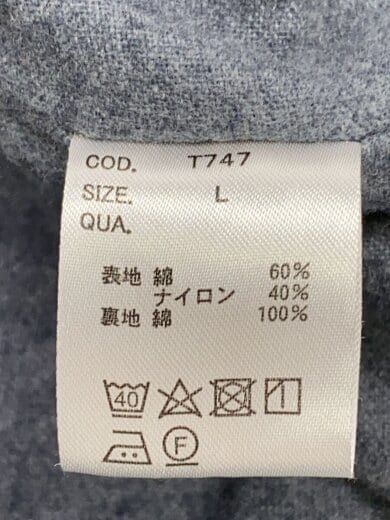 COD. T747
SIZE. L
QUA.
表地 綿 60%
ナイロン 40%
裏地 綿 100%
40
F